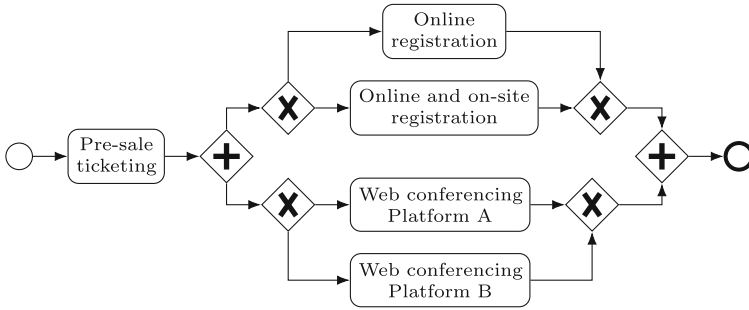 Online
registration
Online and on-site
registration
Pre-sale
ticketing
Web conferencing
Platform A
Web conferencing
Platform B